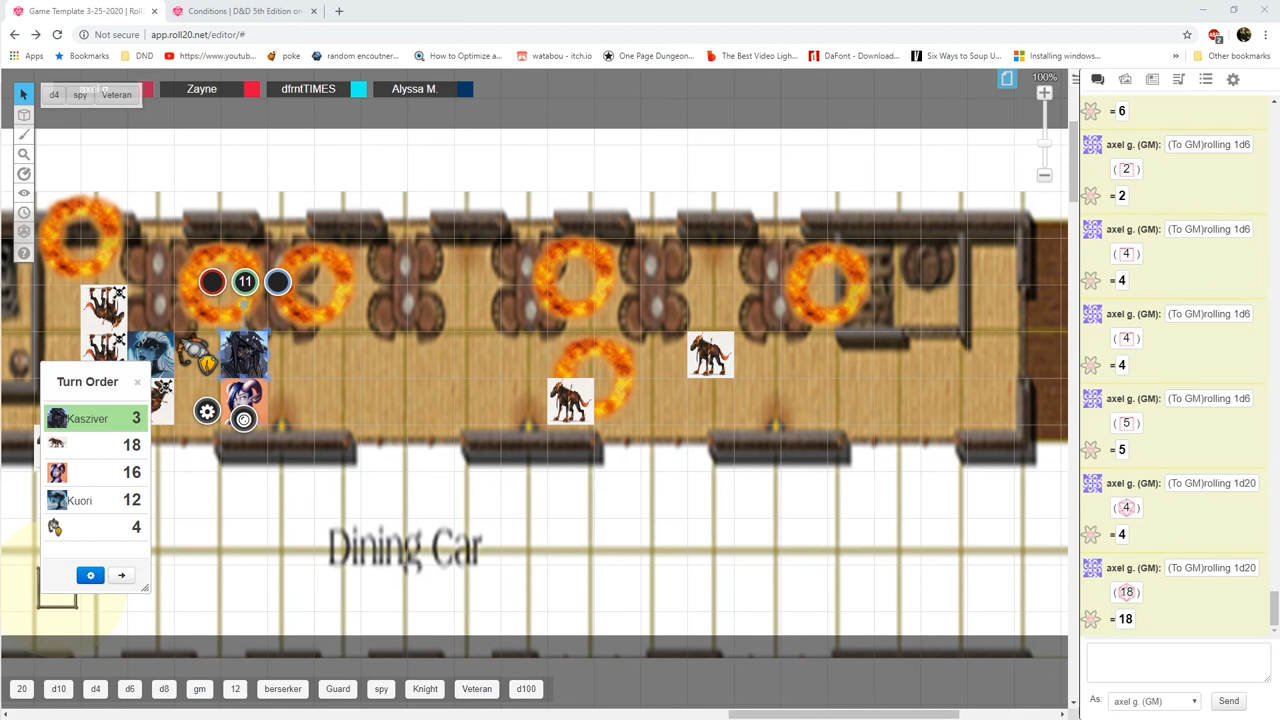 Game Template 3-25-2020 | Roll2
Conditions | D&D 5th Edition on
Not secure
app.roll20.net/editor/#
2
Apps
Bookmarks
DND
https://www.youtube...
poke
random encoutner...
How to Optimize a...
watabou - itch.io
One Page Dungeon...
The Best Video Ligh...
DaFont - Download...
Six Ways to Soup U...
Installing windows...
»
Other bookmarks
d4
spy
Veteran
Zayne
dfrntTIMES
Alyssa M.
100%
11
Turn Order
Kasziver 3
18
16
Kuori 12
4
Dining Car
20
d10
d4
d6
d8
gm
12
berserker
Guard
spy
Knight
Veteran
d100
= 6
axel g. (GM): (To GM)rolling 1d6
( 2 )
= 2
axel g. (GM): (To GM)rolling 1d6
( 4 )
= 4
axel g. (GM): (To GM)rolling 1d6
( 4 )
= 4
axel g. (GM): (To GM)rolling 1d6
( 5 )
= 5
axel g. (GM): (To GM)rolling 1d20
( 4 )
= 4
axel g. (GM): (To GM)rolling 1d20
( 18 )
= 18
As: axel g. (GM)
Send